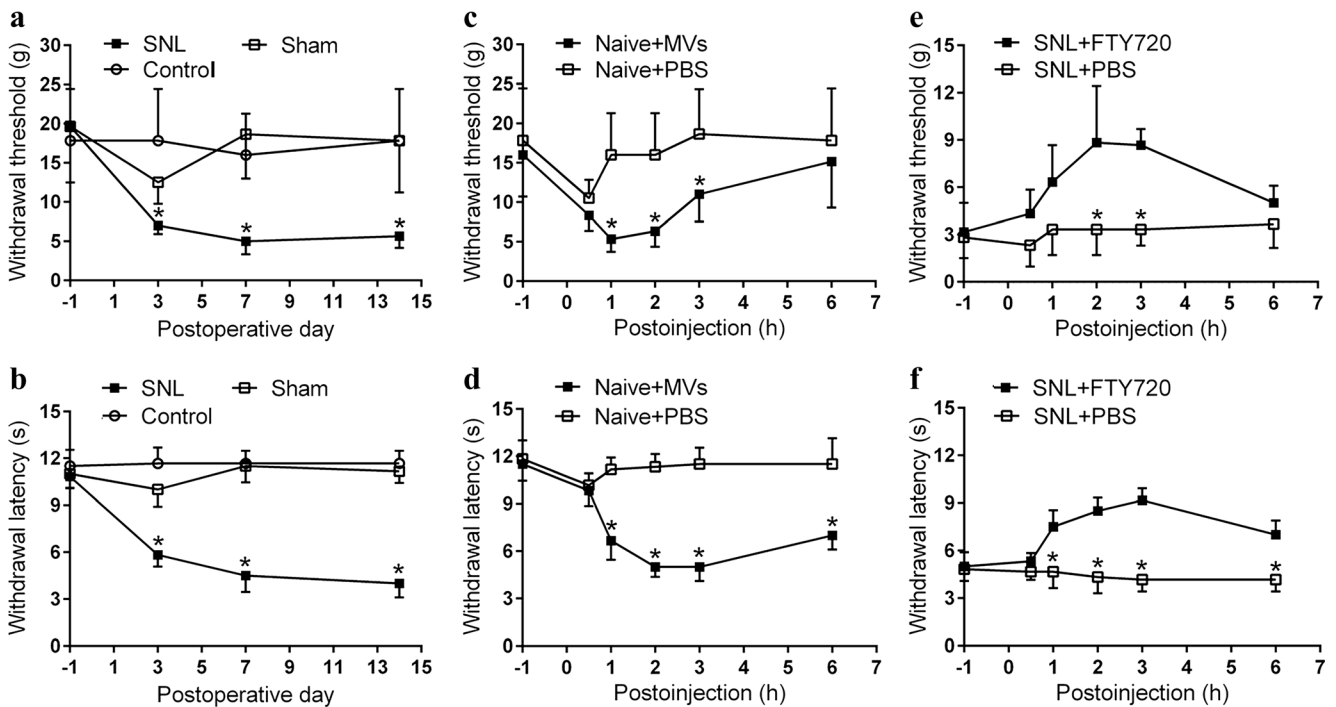 a
SNL
Sham
Control
Withdrawal threshold (g)
30
25
20
15
10
5
0
* * *
-1 1 3 5 7 9 11 13 15
Postoperative day
c
Naive+MVs
Naive+PBS
Withdrawal threshold (g)
30
25
20
15
10
5
0
* * *
-1 0 1 2 3 4 5 6 7
Postoinjection (h)
e
SNL+FTY720
SNL+PBS
Withdrawal threshold (g)
15
12
9
6
3
0
* *
-1 0 1 2 3 4 5 6 7
Postoinjection (h)
b
SNL
Sham
Control
Withdrawal latency (s)
15
12
9
6
3
0
* * *
-1 1 3 5 7 9 11 13 15
Postoperative day
d
Naive+MVs
Naive+PBS
Withdrawal latency (s)
15
12
9
6
3
0
* * * *
-1 0 1 2 3 4 5 6 7
Postoinjection (h)
f
SNL+FTY720
SNL+PBS
Withdrawal latency (s)
15
12
9
6
3
0
* * * *
-1 0 1 2 3 4 5 6 7
Postoinjection (h)